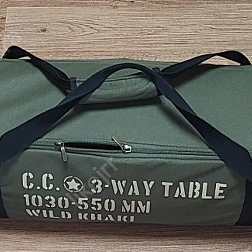 C.C.✪ 3-WAY TABLE
1030-550 MM
WILD KHAKI